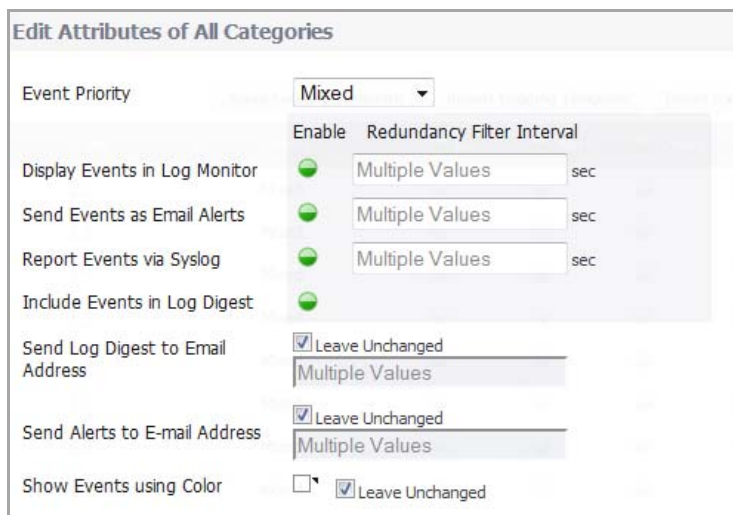 Edit Attributes of All Categories
Event Priority
Mixed
Enable Redundancy Filter Interval
Display Events in Log Monitor Multiple Values sec
Send Events as Email Alerts Multiple Values sec
Report Events via Syslog Multiple Values sec
Include Events in Log Digest
Send Log Digest to Email
Address
Leave Unchanged
Multiple Values
Send Alerts to E-mail Address
Leave Unchanged
Multiple Values
Show Events using Color Leave Unchanged